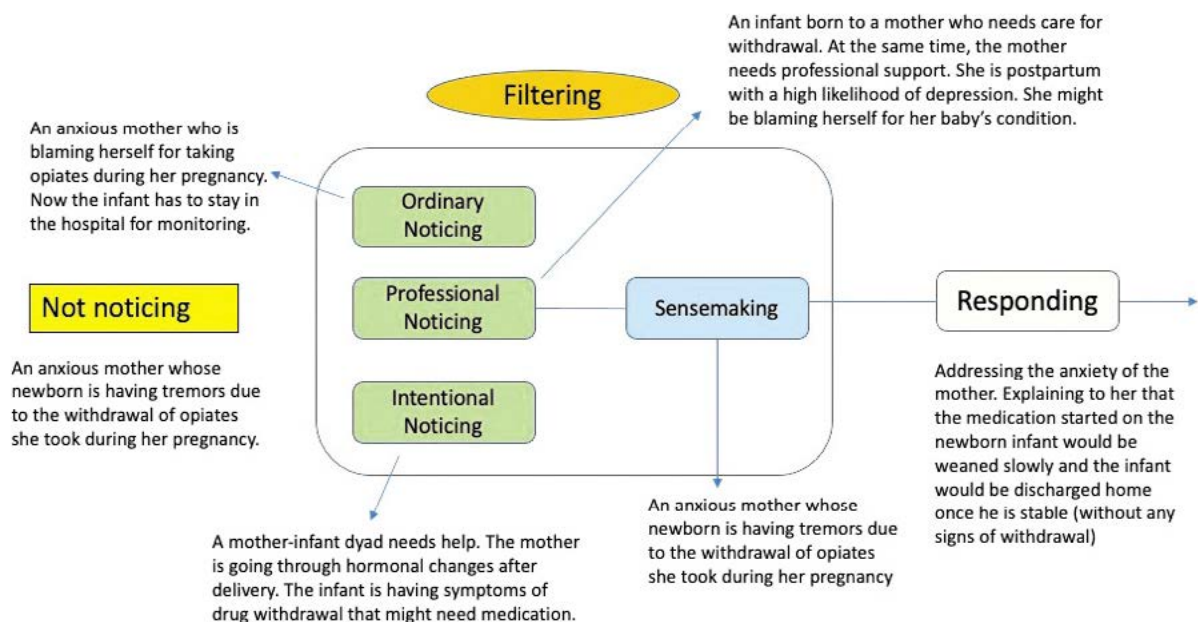 An infant born to a mother who needs care for
withdrawal. At the same time, the mother
needs professional support. She is postpartum
with a high likelihood of depression. She might
be blaming herself for her baby's condition.
Filtering
An anxious mother who is
blaming herself for taking
opiates during her pregnancy.
Now the infant has to stay in
the hospital for monitoring.
Ordinary
Noticing
Not noticing
Professional
Noticing
Sensemaking
Responding
An anxious mother whose
newborn is having tremors due
to the withdrawal of opiates
she took during her pregnancy.
Intentional
Noticing
Addressing the anxiety of the
mother. Explaining to her that
the medication started on the
newborn infant would be
weaned slowly and the infant
would be discharged home
once he is stable (without any
signs of withdrawal)
An anxious mother whose
newborn is having tremors due
to the withdrawal of opiates
she took during her pregnancy
A mother-infant dyad needs help. The mother
is going through hormonal changes after
delivery. The infant is having symptoms of
drug withdrawal that might need medication.